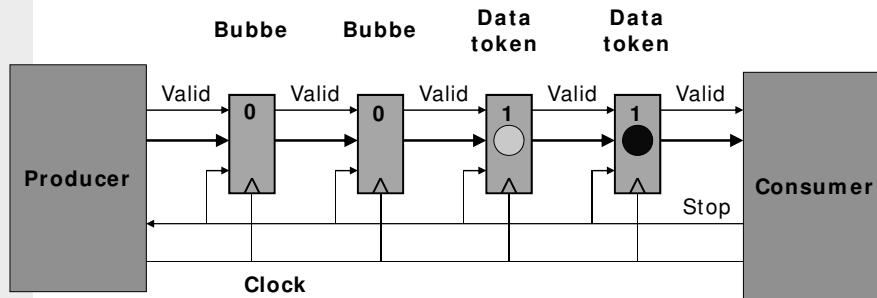 Bubbe Bubbe Data token Data token
Valid Valid Valid Valid Valid
0 0 1 1
Producer
Consumer
Stop
Clock